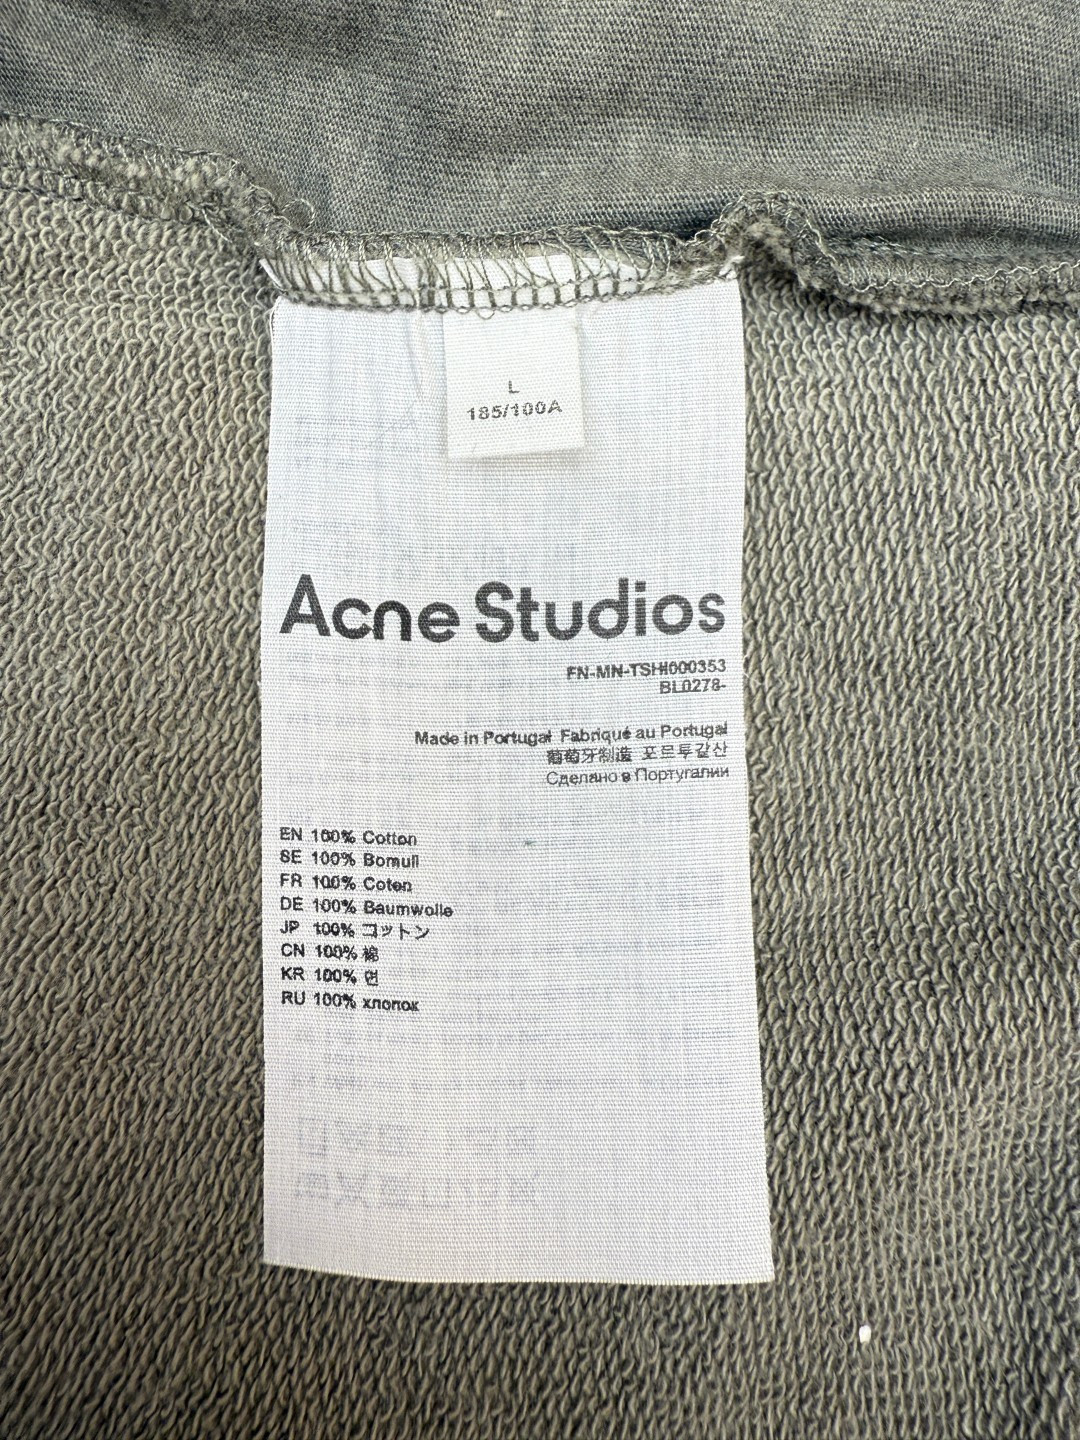 L
185/100A
Acne Studios
FN-MN-TSHI000353
BL0278-
Made in Portugal Fabriqué au Portugal
葡萄牙制造 포르투갈산
Сделано в Португалии
EN 100% Cotton
SE 100% Bomull
FR 100% Coton
DE 100% Baumwolle
JP 100% コットン
CN 100% 棉
KR 100% 면
RU 100% хлопок